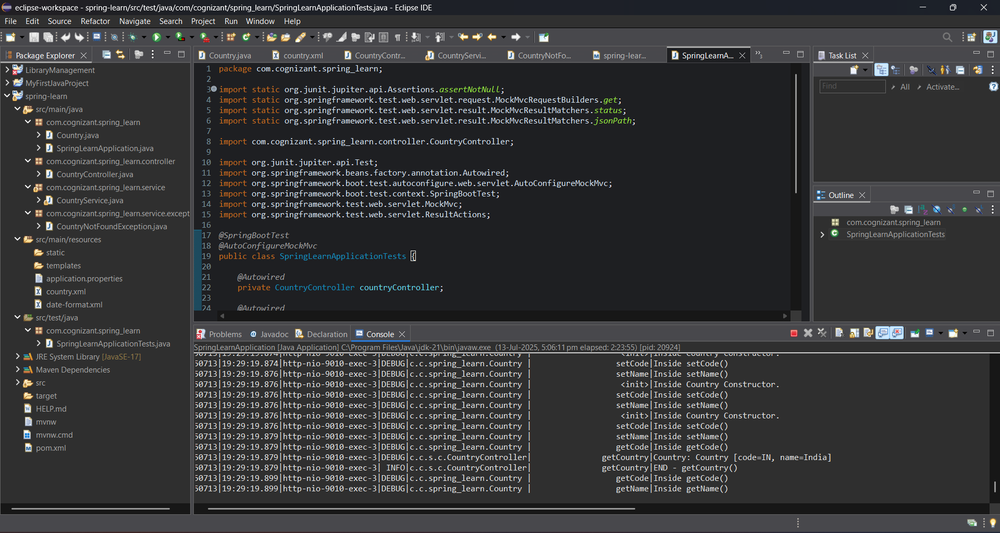 eclipse-workspace - spring-learn/src/test/java/com/cognizant/spring_learn/SpringLearnApplicationTests.java - Eclipse IDE
File Edit Source Refactor Navigate Search Project Run Window Help
Package Explorer
LibraryManagement
MyFirstJavaProject
spring-learn
src/main/java
com.cognizant.spring_learn
Country.java
SpringLearnApplication.java
com.cognizant.spring_learn.controller
CountryController.java
com.cognizant.spring_learn.service
CountryService.java
com.cognizant.spring_learn.service.except
CountryNotFoundException.java
src/main/resources
static
templates
application.properties
country.xml
date-format.xml
src/test/java
com.cognizant.spring_learn
SpringLearnApplicationTests.java
JRE System Library [JavaSE-17]
Maven Dependencies
src
target
HELP.md
mvnw
mvnw.cmd
pom.xml
Country.java country.xml CountryContr... CountryServi... CountryNotFo... spring-lear... SpringLearnA... 3
1 package com.cognizant.spring_learn;
2
3 import static org.junit.jupiter.api.Assertions.assertNotNull;
4 import static org.springframework.test.web.servlet.request.MockMvcRequestBuilders.get;
5 import static org.springframework.test.web.servlet.result.MockMvcResultMatchers.status;
6 import static org.springframework.test.web.servlet.result.MockMvcResultMatchers.jsonPath;
7
8 import com.cognizant.spring_learn.controller.CountryController;
9
10 import org.junit.jupiter.api.Test;
11 import org.springframework.beans.factory.annotation.Autowired;
12 import org.springframework.boot.test.autoconfigure.web.servlet.AutoConfigureMockMvc;
13 import org.springframework.boot.test.context.SpringBootTest;
14 import org.springframework.test.web.servlet.MockMvc;
15 import org.springframework.test.web.servlet.ResultActions;
16
17 @SpringBootTest
18 @AutoConfigureMockMvc
19 public class SpringLearnApplicationTests {
20
21 @Autowired
22 private CountryController countryController;
23
24 @Autowired
Task List
Find All Activate...
Outline
com.cognizant.spring_learn
SpringLearnApplicationTests
Problems Javadoc Declaration Console
SpringLearnApplication [Java Application] C:\Program Files\Java\jdk-21\bin\javaw.exe (13-Jul-2025, 5:06:11 pm elapsed: 2:23:55) [pid: 20924]
50713|19:29:19.874|http-nio-9010-exec-3|DEBUG|c.c.spring_learn.Country | <init>|Inside Country Constructor.
50713|19:29:19.874|http-nio-9010-exec-3|DEBUG|c.c.spring_learn.Country | setCode|Inside setCode()
50713|19:29:19.876|http-nio-9010-exec-3|DEBUG|c.c.spring_learn.Country | setName|Inside setName()
50713|19:29:19.876|http-nio-9010-exec-3|DEBUG|c.c.spring_learn.Country | <init>|Inside Country Constructor.
50713|19:29:19.876|http-nio-9010-exec-3|DEBUG|c.c.spring_learn.Country | setCode|Inside setCode()
50713|19:29:19.876|http-nio-9010-exec-3|DEBUG|c.c.spring_learn.Country | setName|Inside setName()
50713|19:29:19.876|http-nio-9010-exec-3|DEBUG|c.c.spring_learn.Country | <init>|Inside Country Constructor.
50713|19:29:19.876|http-nio-9010-exec-3|DEBUG|c.c.spring_learn.Country | setCode|Inside setCode()
50713|19:29:19.879|http-nio-9010-exec-3|DEBUG|c.c.spring_learn.Country | setName|Inside setName()
50713|19:29:19.879|http-nio-9010-exec-3|DEBUG|c.c.spring_learn.Country | getCode|Inside getCode()
50713|19:29:19.879|http-nio-9010-exec-3|DEBUG|c.c.s.c.CountryController| getCountry|Country: Country [code=IN, name=India]
50713|19:29:19.879|http-nio-9010-exec-3| INFO|c.c.s.c.CountryController| getCountry|END - getCountry()
50713|19:29:19.899|http-nio-9010-exec-3|DEBUG|c.c.spring_learn.Country | getCode|Inside getCode()
50713|19:29:19.899|http-nio-9010-exec-3|DEBUG|c.c.spring_learn.Country | getName|Inside getName()